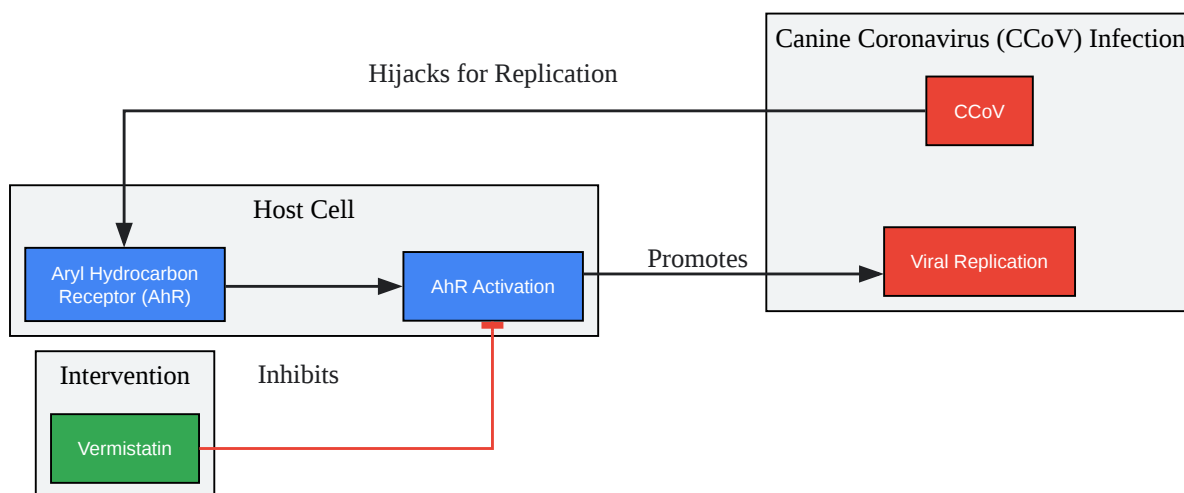 Canine Coronavirus (CCoV) Infection
Hijacks for Replication
CCoV
Host Cell
Aryl Hydrocarbon
Receptor (AhR)
AhR Activation
Promotes
Viral Replication
Intervention
Inhibits
Vermistatin